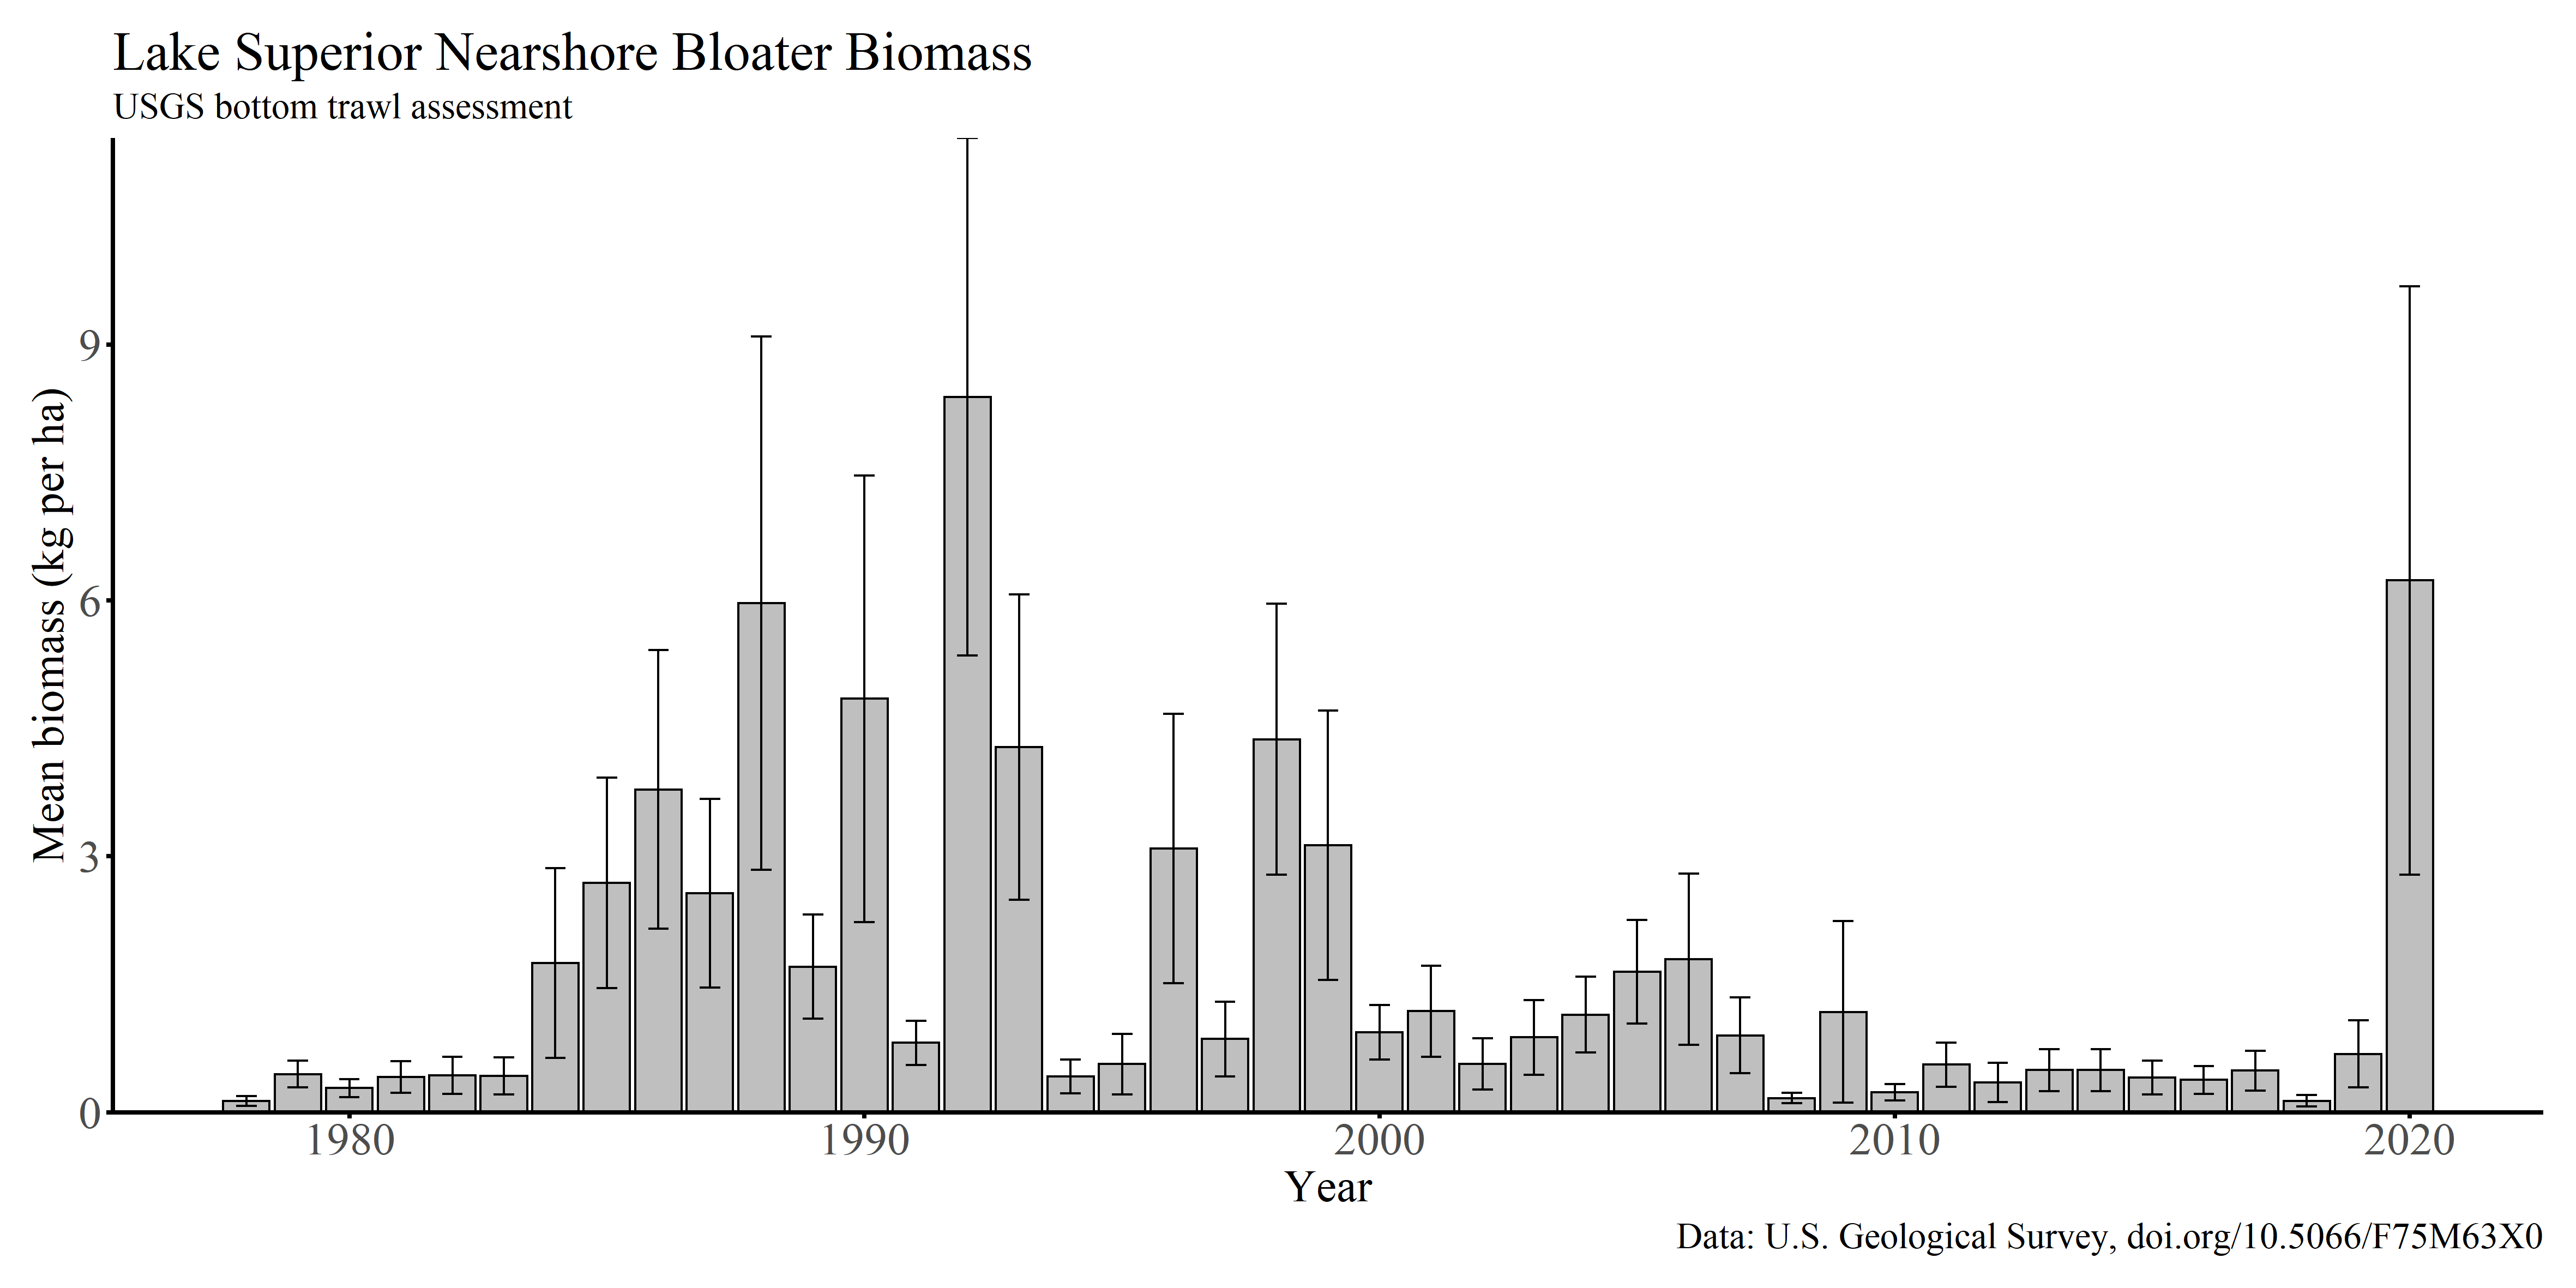 Lake Superior Nearshore Bloater Biomass
USGS bottom trawl assessment
Mean biomass (kg per ha)
9
6
3
0
1980 1990 2000 2010 2020
Year
Data: U.S. Geological Survey, doi.org/10.5066/F75M63X0